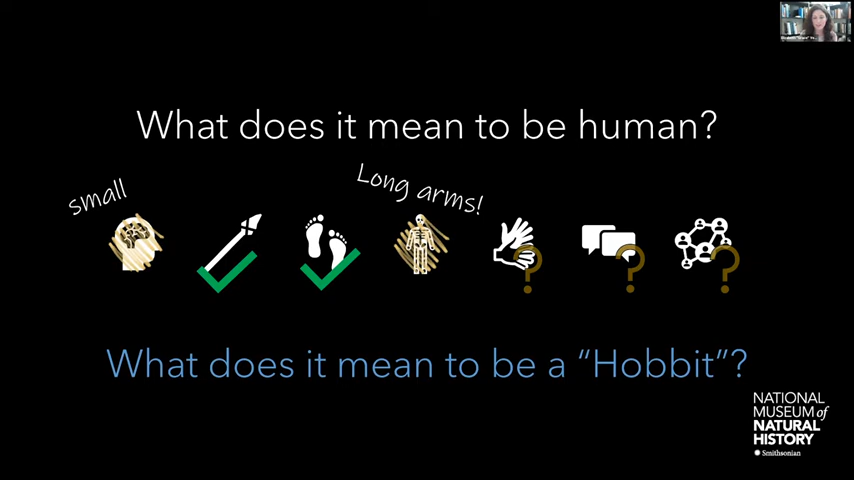 What does it mean to be human?
small
Long arms!
? ? ?
What does it mean to be a “Hobbit”?
NATIONAL
MUSEUM of
NATURAL
HISTORY
Smithsonian